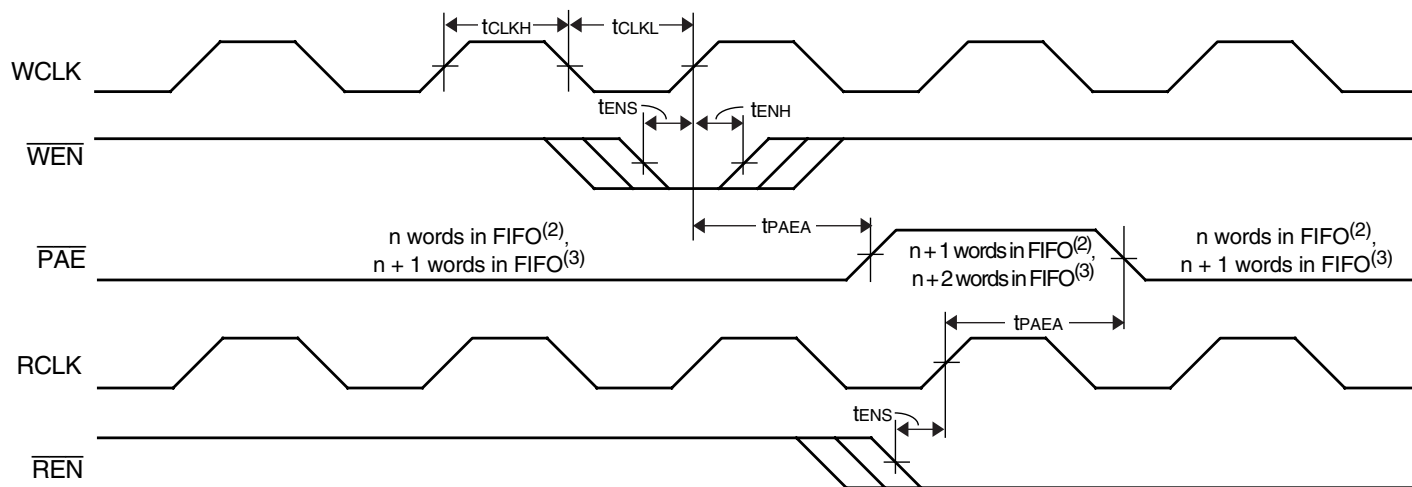 tCLKH
tCLKL
WCLK
tENS
tENH
WEN
tPAEA
PAE
n words in FIFO(2),
n + 1 words in FIFO(3)
n + 1 words in FIFO(2),
n + 2 words in FIFO(3)
n words in FIFO(2),
n + 1 words in FIFO(3)
tPAEA
RCLK
tENS
REN